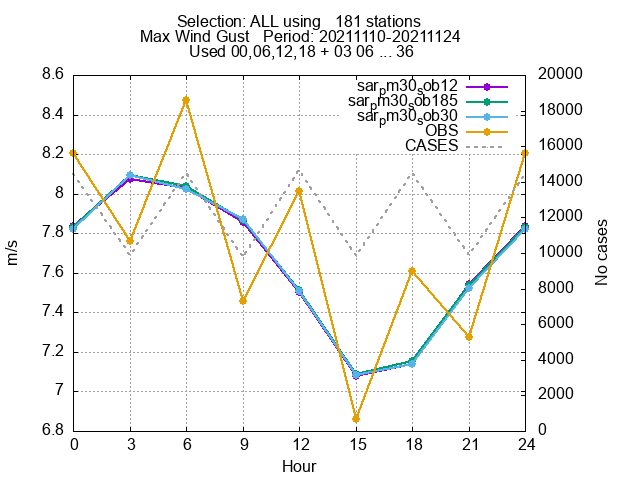 Selection: ALL using   181 stations
Max Wind Gust   Period: 20211110-20211124
Used 00,06,12,18 + 03 06 ... 36
8.6
8.4
8.2
8
7.8
7.6
7.4
7.2
7
6.8
m/s
sar_pm30_sob12
sar_pm30_sob185
sar_pm30_sob30
OBS
CASES
20000
18000
16000
14000
12000
10000
8000
6000
4000
2000
0
No cases
0 3 6 9 12 15 18 21 24
Hour